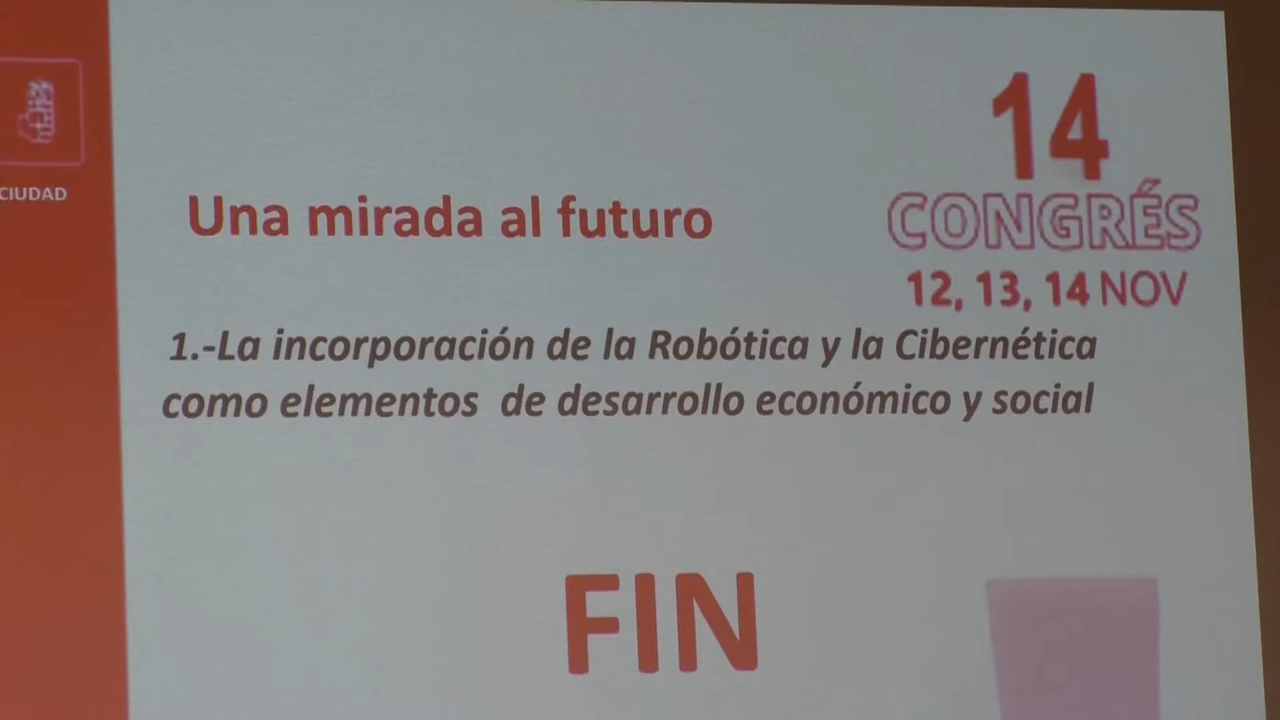 CIUDAD
14
CONGRÉS
12, 13, 14 NOV
Una mirada al futuro
1.-La incorporación de la Robótica y la Cibernética
como elementos de desarrollo económico y social
FIN